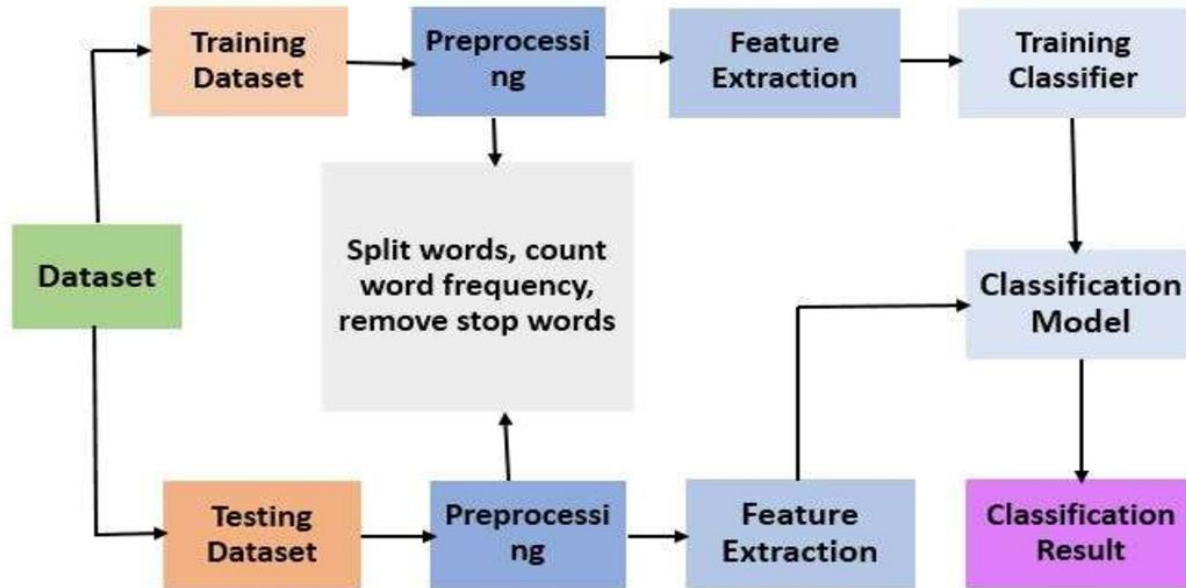 Training
Dataset
Preprocessi
ng
Feature
Extraction
Training
Classifier
Dataset
Split words, count
word frequency,
remove stop words
Classification
Model
Testing
Dataset
Preprocessi
ng
Feature
Extraction
Classification
Result